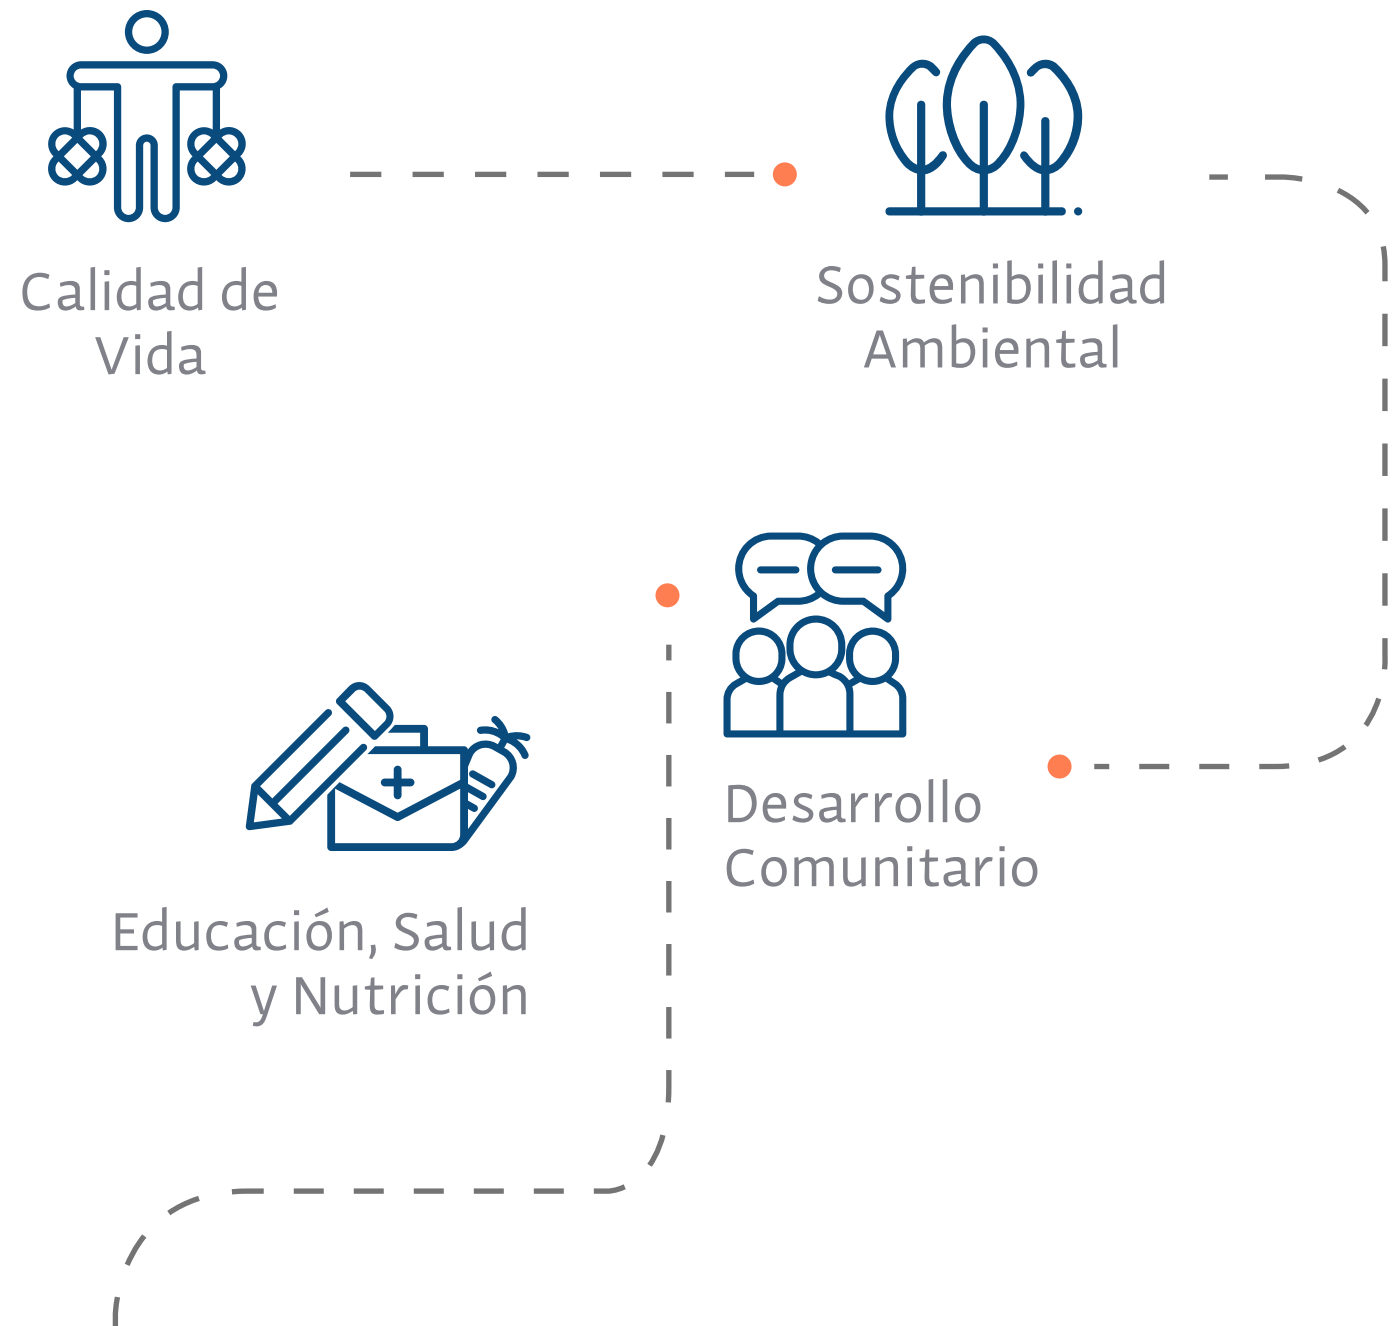 Calidad de
Vida
Sostenibilidad
Ambiental
Desarrollo
Comunitario
Educación, Salud
y Nutrición